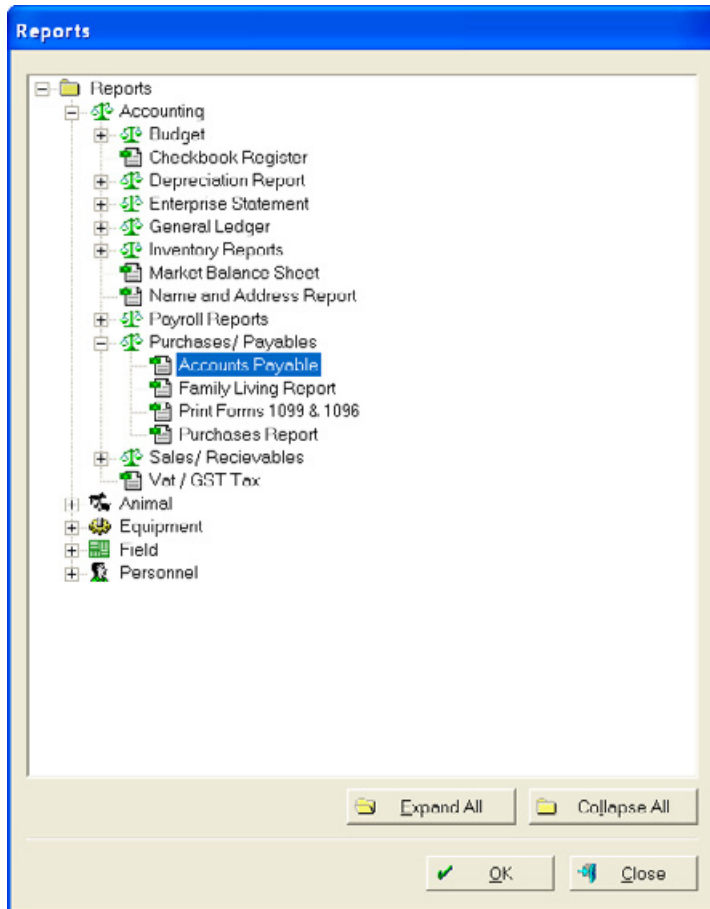 Reports
Reports
Accounting
Budget
Checkbook Register
Depreciation Report
Enterprise Statement
General Ledger
Inventory Reports
Market Balance Sheet
Name and Address Report
Payroll Reports
Purchases/ Payables
Accounts Payable
Family Living Report
Print Forms 1099 & 1096
Purchases Report
Sales/ Recievables
Vat / GST Tax
Animal
Equipment
Field
Personnel
Expand All Collapse All
OK Close